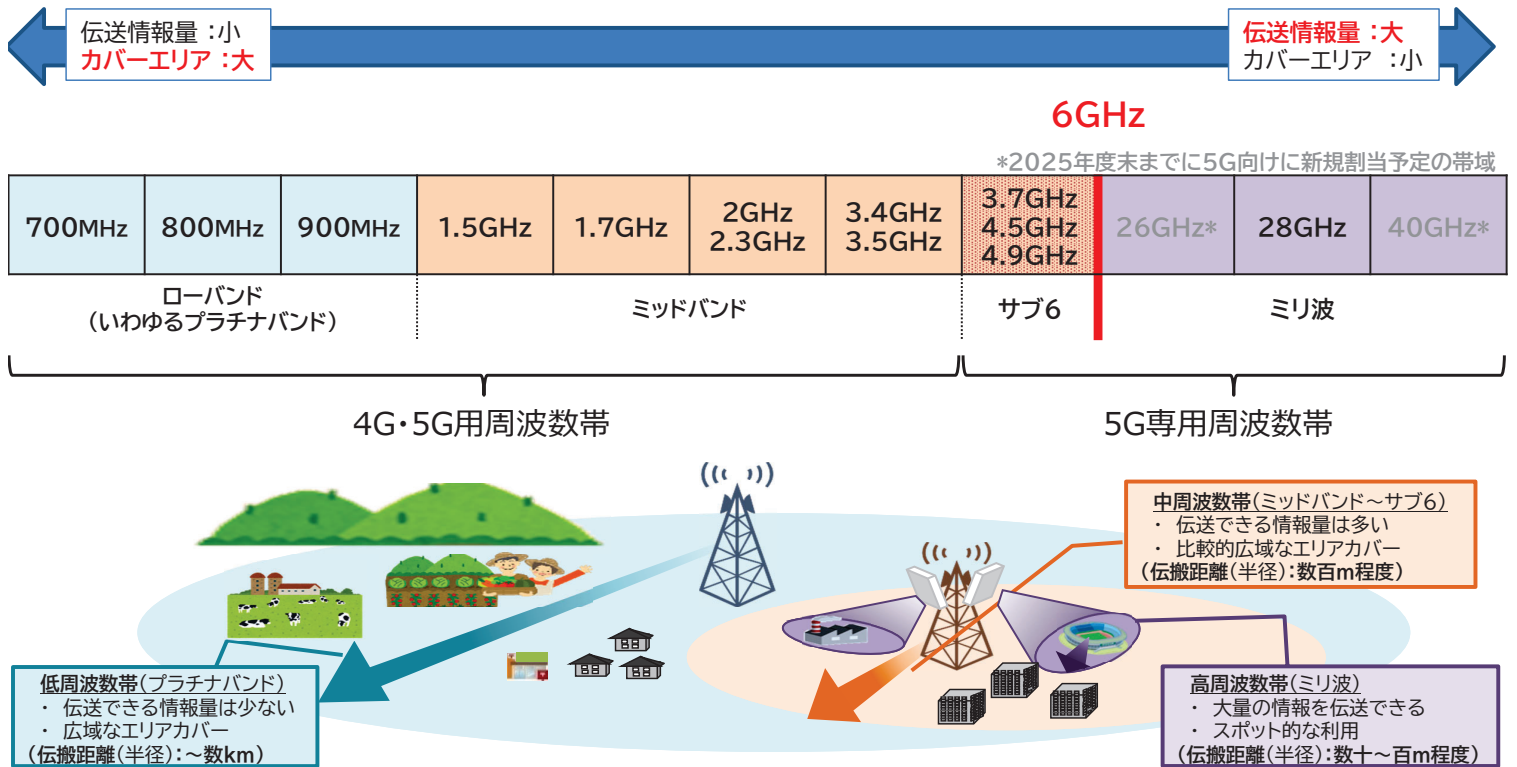 伝送情報量 :小
カバーエリア :大
伝送情報量 :大
カバーエリア :小
6GHz
*2025年度末までに5G向けに新規割当予定の帯域
700MHz
800MHz
900MHz
1.5GHz
1.7GHz
2GHz
2.3GHz
3.4GHz
3.5GHz
3.7GHz
4.5GHz
4.9GHz
26GHz*
28GHz
40GHz*
ローバンド
(いわゆるプラチナバンド)
ミッドバンド
サブ6
ミリ波
4G・5G用周波数帯
5G専用周波数帯
中周波数帯(ミッドバンド～サブ6)
・ 伝送できる情報量は多い
・ 比較的広域なエリアカバー
(伝搬距離(半径):数百m程度)
低周波数帯(プラチナバンド)
・ 伝送できる情報量は少ない
・ 広域なエリアカバー
(伝搬距離(半径):～数km)
高周波数帯(ミリ波)
・ 大量の情報を伝送できる
・ スポット的な利用
(伝搬距離(半径):数十～百m程度)